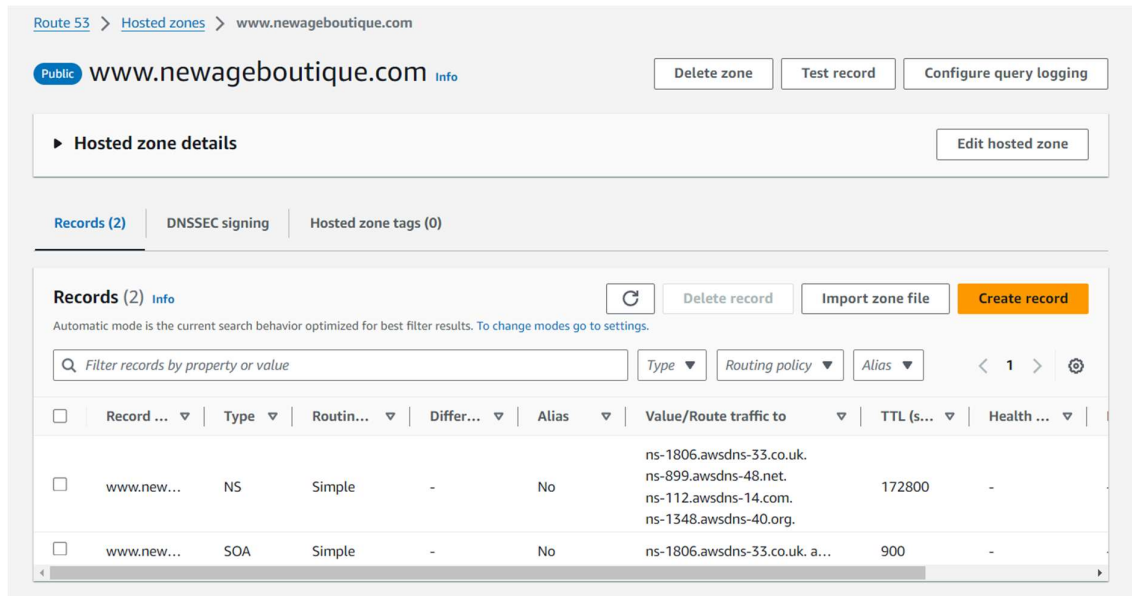 Route 53 > Hosted zones > www.newageboutique.com
Public www.newageboutique.com Info
Delete zone Test record Configure query logging
Hosted zone details Edit hosted zone
Records (2) DNSSEC signing Hosted zone tags (0)
Records (2) Info Delete record Import zone file Create record
Automatic mode is the current search behavior optimized for best filter results. To change modes go to settings.
Filter records by property or value Type Routing policy Alias < 1 >
Record ... Type Routin... Differ... Alias Value/Route traffic to TTL (s... Health ...
www.new... NS Simple - No
ns-1806.awsdns-33.co.uk.
ns-899.awsdns-48.net.
ns-112.awsdns-14.com.
ns-1348.awsdns-40.org.
172800 -
www.new... SOA Simple - No ns-1806.awsdns-33.co.uk. a... 900 -